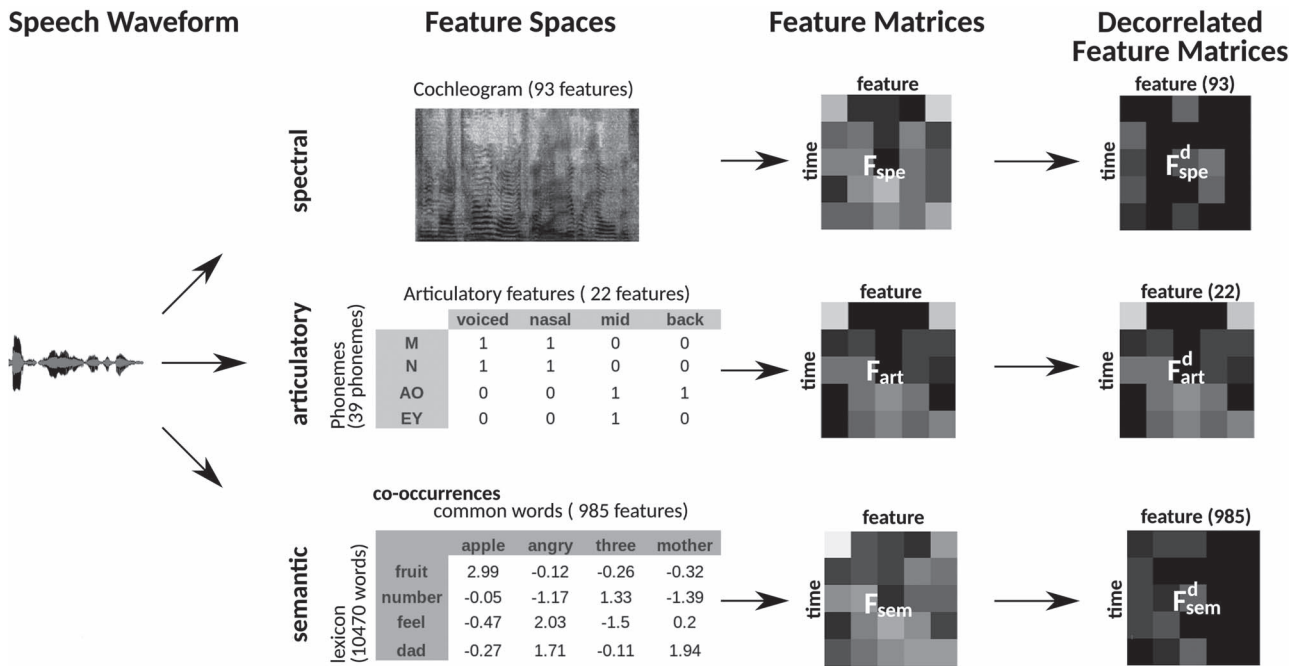 Speech Waveform
Feature Spaces
Feature Matrices
Decorrelated
Feature Matrices
spectral
Cochleogram (93 features)
feature
time
F_spe
feature (93)
time
F^d_spe
articulatory
Articulatory features ( 22 features)
Phonemes
(39 phonemes)
voiced nasal mid back
M 1 1 0 0
N 1 1 0 0
AO 0 0 1 1
EY 0 0 1 0
feature
time
F_art
feature (22)
time
F^d_art
semantic
co-occurrences
common words ( 985 features)
lexicon
(10470 words)
apple angry three mother
fruit 2.99 -0.12 -0.26 -0.32
number -0.05 -1.17 1.33 -1.39
feel -0.47 2.03 -1.5 0.2
dad -0.27 1.71 -0.11 1.94
feature
time
F_sem
feature (985)
time
F^d_sem